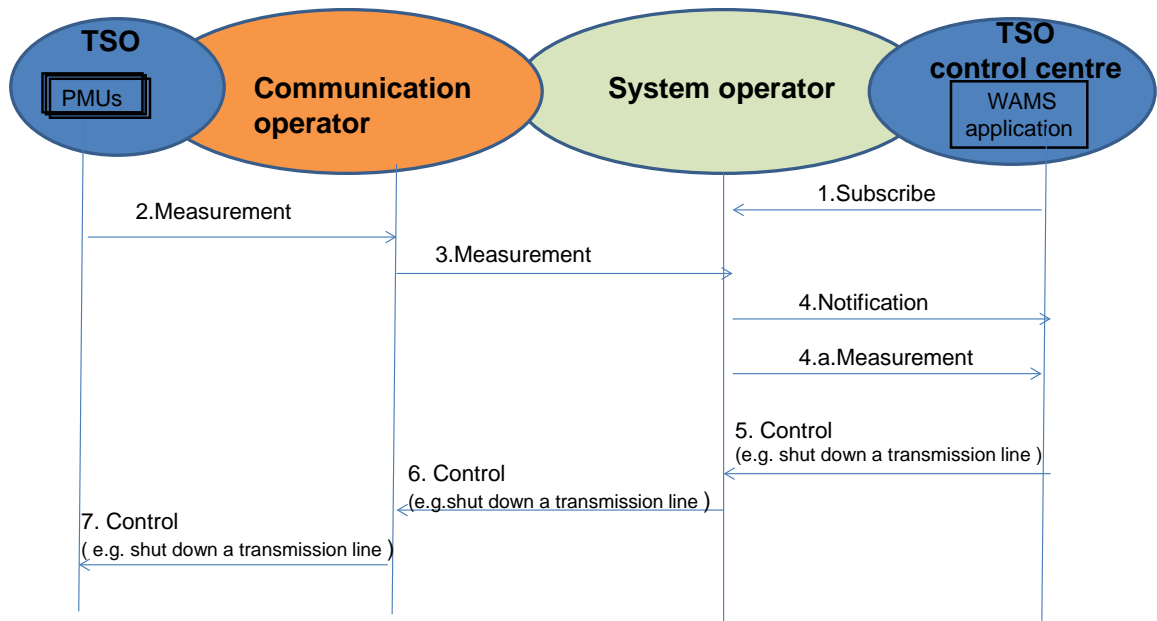 TSO
PMUs
Communication
operator
System operator
TSO
control centre
WAMS
application
1.Subscribe
2.Measurement
3.Measurement
4.Notification
4.a.Measurement
5. Control
(e.g. shut down a transmission line )
6. Control
(e.g.shut down a transmission line )
7. Control
( e.g. shut down a transmission line )